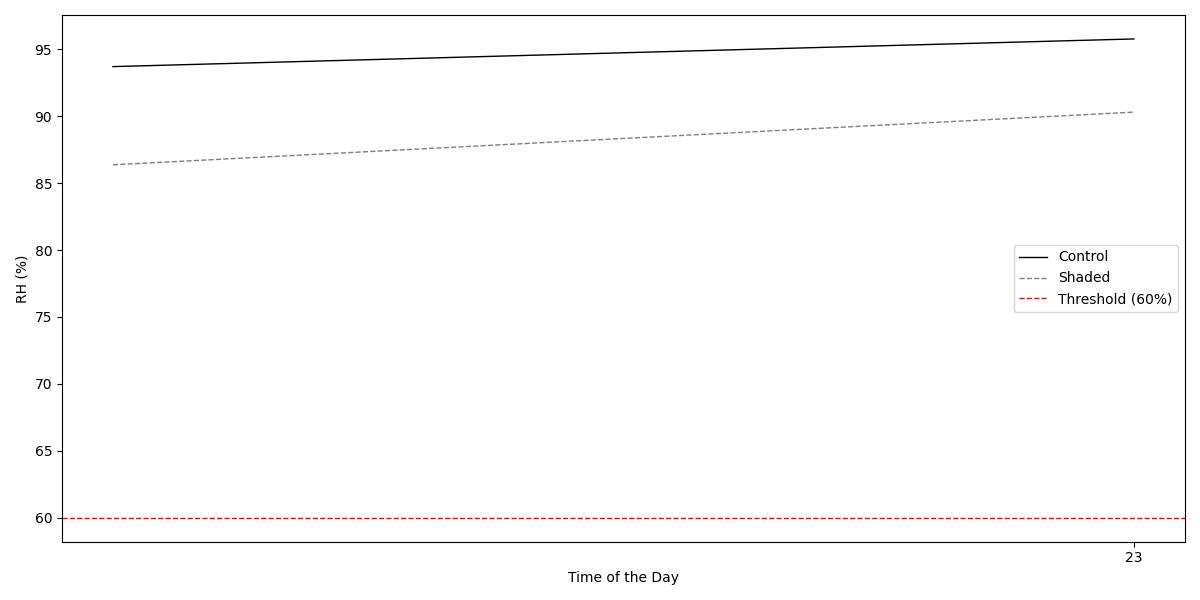 95
90
85
80
75
70
65
60
RH (%)
Control
Shaded
Threshold (60%)
23
Time of the Day